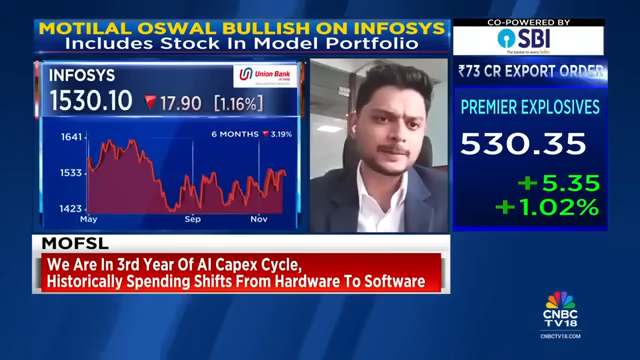 MOTILAL OSWAL BULLISH ON INFOSYS
Includes Stock In Model Portfolio
CO-POWERED BY
SBI
₹73 CR EXPORT ORDER
INFOSYS
Union Bank
1530.10 ▼ 17.90 [1.16%]
6 MONTHS ▼ 3.19%
1641
1533
1423
May
Sep
Nov
PREMIER EXPLOSIVES
530.35
+5.35
+1.02%
MOFSL
We Are In 3rd Year Of AI Capex Cycle,
Historically Spending Shifts From Hardware To Software
CNBC
TV18
CNBCTV18.COM